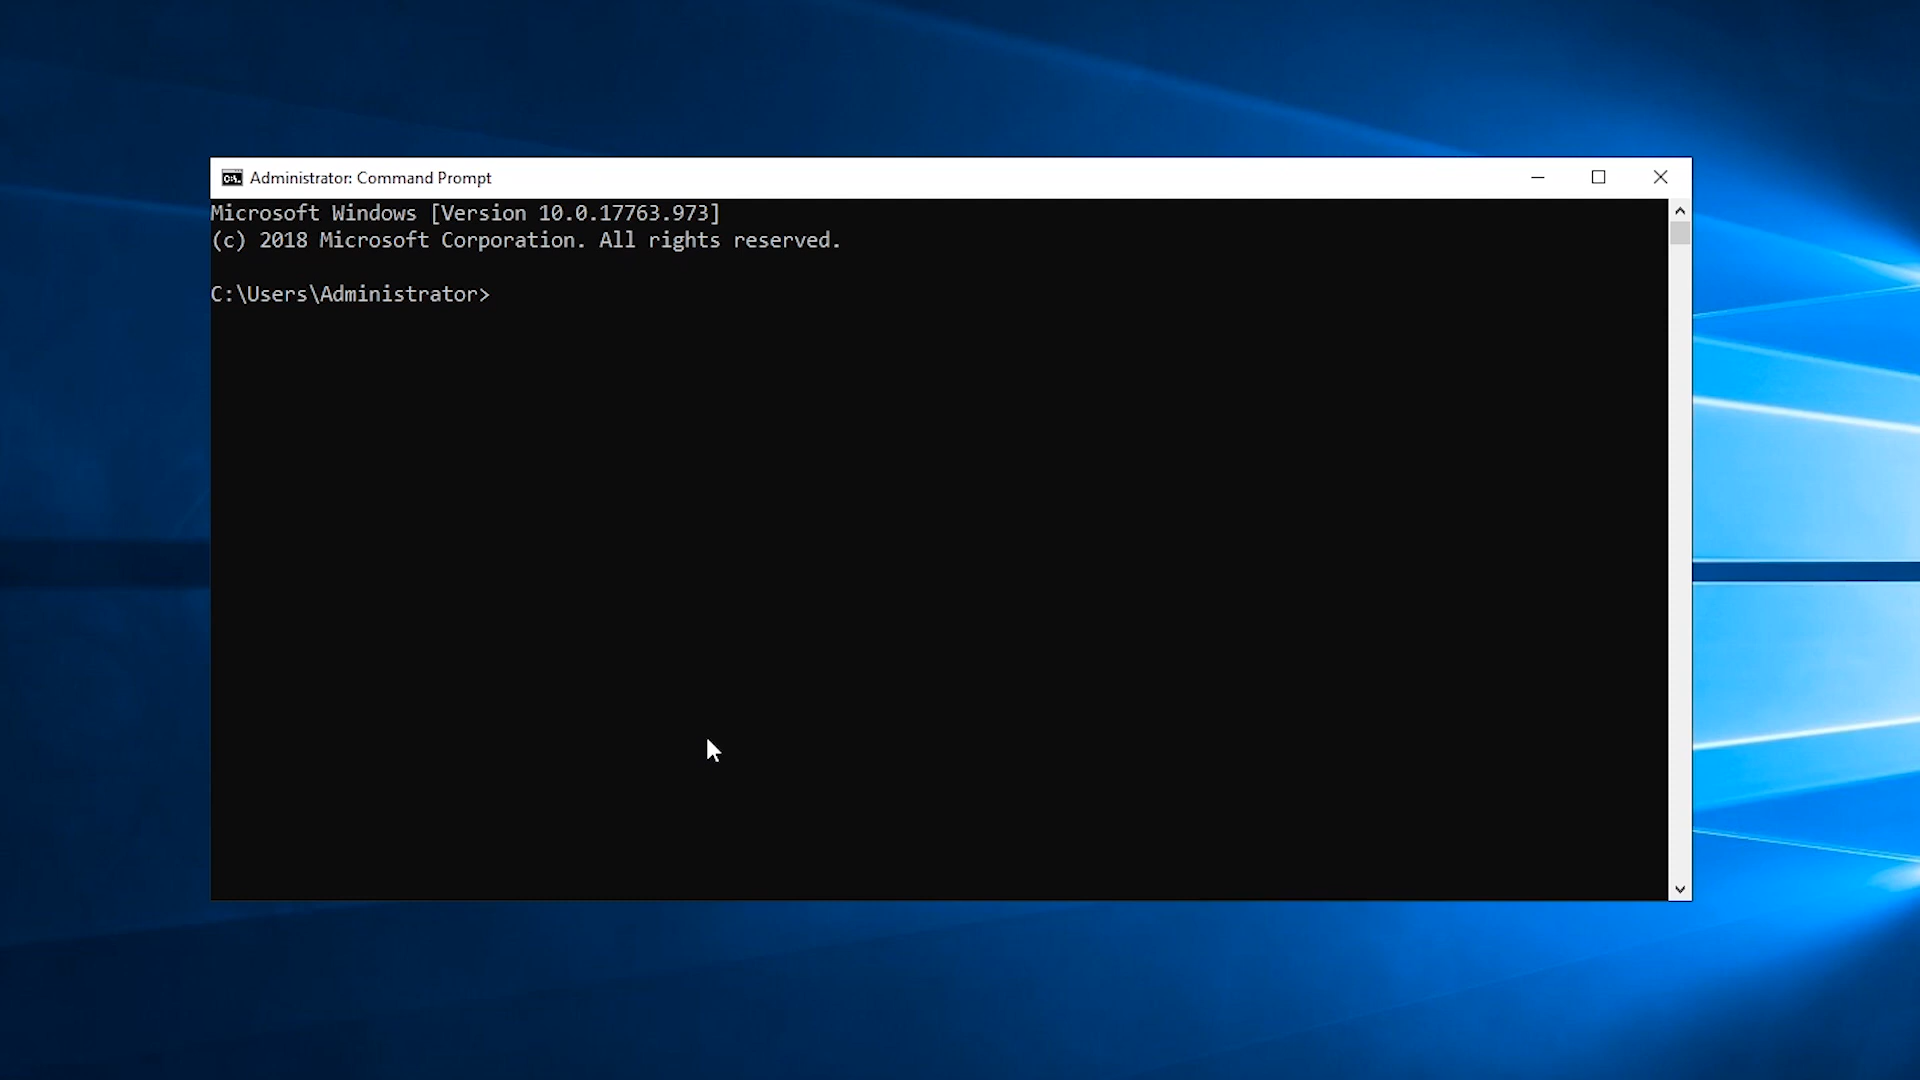 Administrator: Command Prompt
Microsoft Windows [Version 10.0.17763.973]
(c) 2018 Microsoft Corporation. All rights reserved.
C:\Users\Administrator>